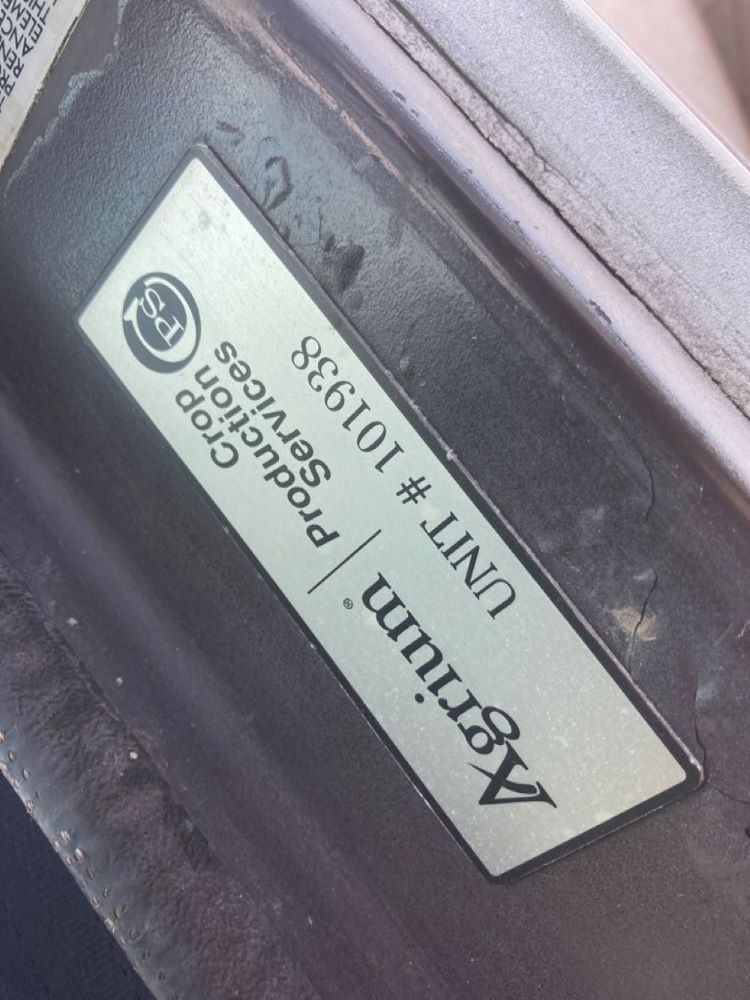 Agrium® | Crop
Production
Services
CPS
UNIT # 101938